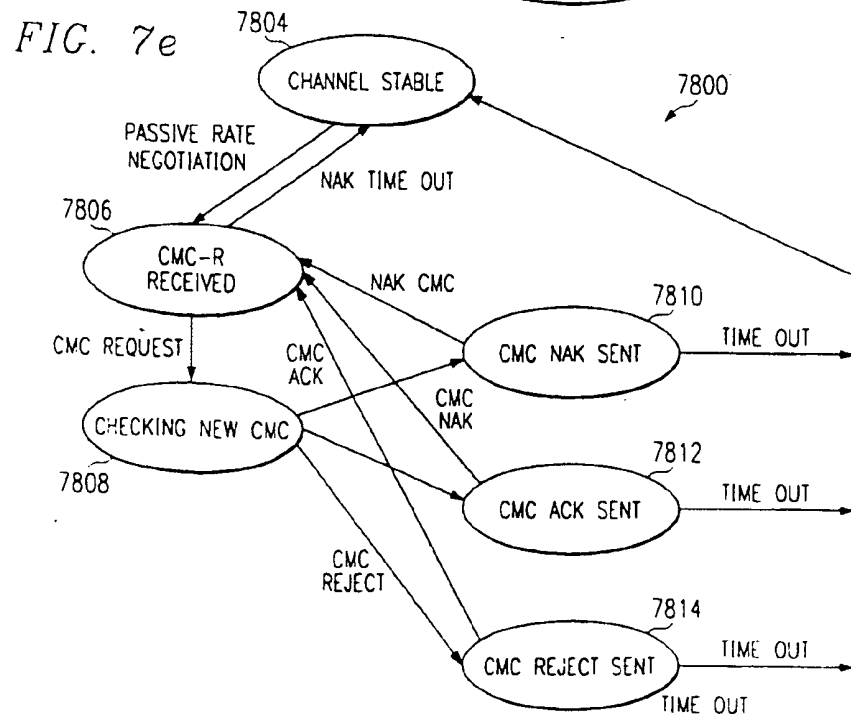 FIG. 7e
7804
CHANNEL STABLE
7800
PASSIVE RATE
NEGOTIATION
NAK TIME OUT
7806
CMC-R
RECEIVED
NAK CMC
7810
CMC REQUEST
CMC
ACK
CMC NAK SENT
TIME OUT
CMC
NAK
CHECKING NEW CMC
7808
7812
CMC ACK SENT
TIME OUT
CMC
REJECT
7814
CMC REJECT SENT
TIME OUT
TIME OUT